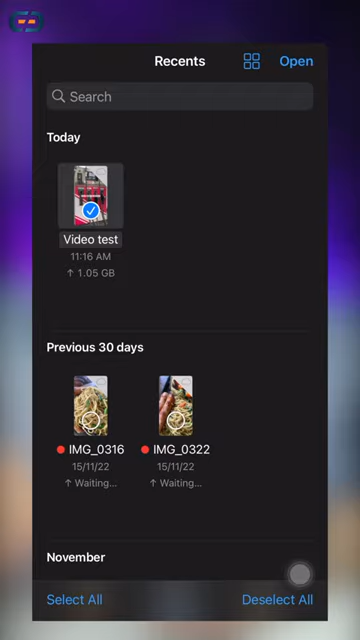 Recents
Open
Search
Today
Video test
11:16 AM
↑ 1.05 GB
Previous 30 days
IMG_0316
IMG_0322
15/11/22
15/11/22
↑ Waiting...
↑ Waiting...
November
Select All
Deselect All